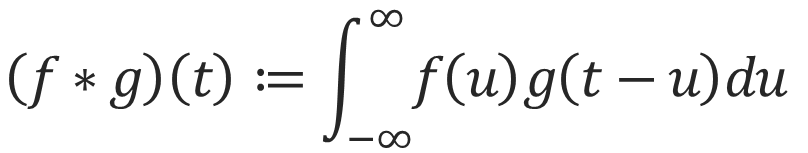 (f ∗ g)(t) ≔ ∫_{−∞}^{∞} f(u)g(t − u)du